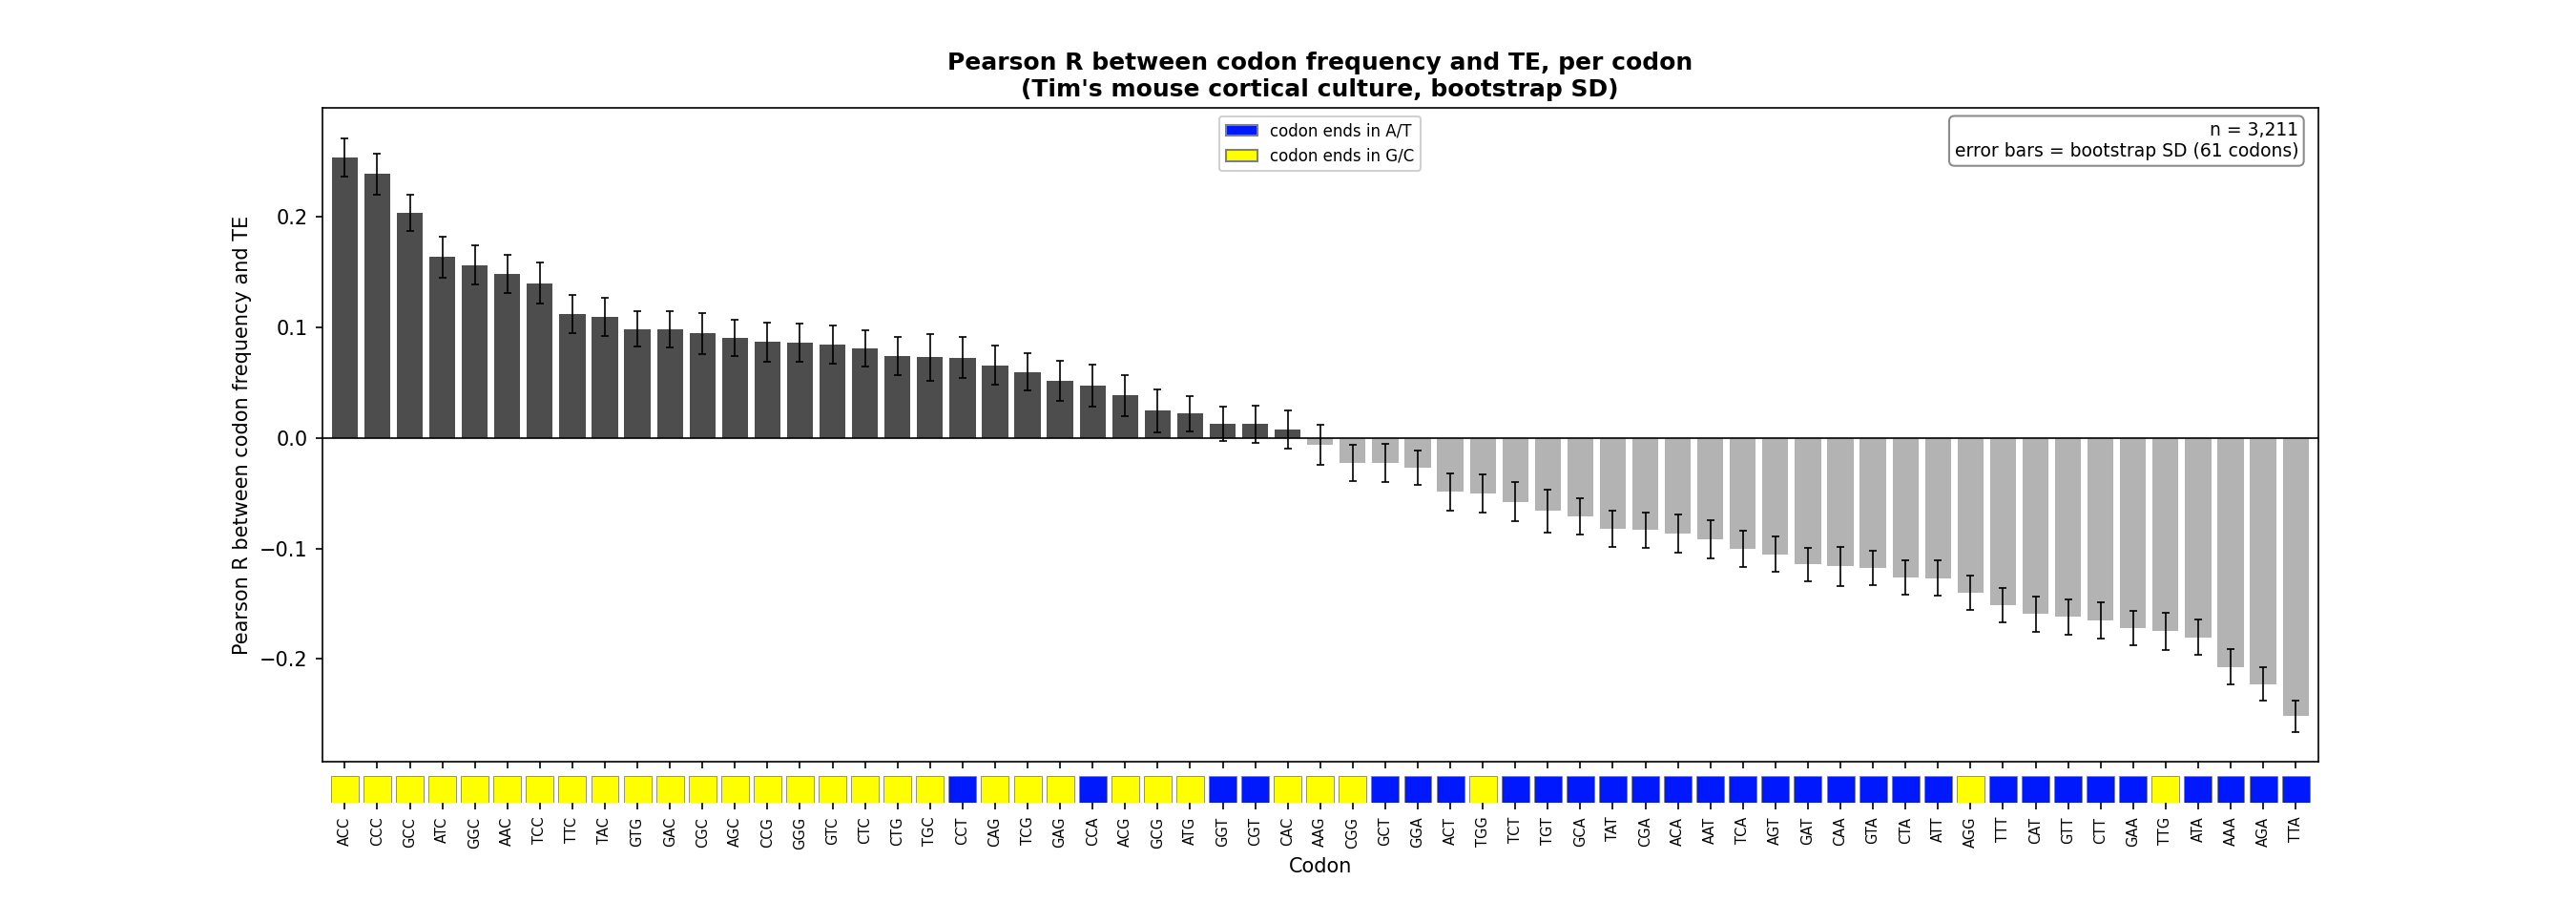 Pearson R between codon frequency and TE, per codon
(Tim's mouse cortical culture, bootstrap SD)
codon ends in A/T
codon ends in G/C
n = 3,211
error bars = bootstrap SD (61 codons)
Pearson R between codon frequency and TE
0.2
0.1
0.0
−0.1
−0.2
ACC CCC GCC ATC GGC AAC TCC TTC TAC GTG GAC CGC AGC CCG GGG GTC CTC CTG TGC CCT CAG TCG GAG CCA ACG GCG ATG GGT CGT CAC AAG CGG GCT GGA ACT TGG TCT TGT GCA TAT CGA ACA AAT TCA AGT GAT CAA GTA CTA ATT AGG TTT CAT GTT CTT GAA TTG ATA AAA AGA TTA
Codon